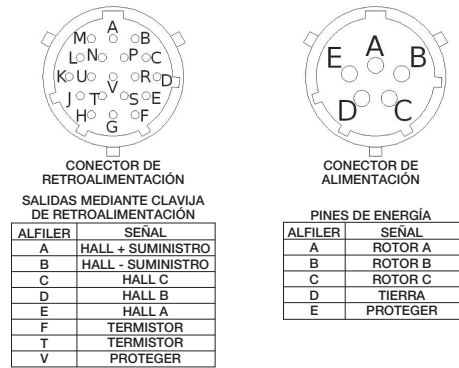 A
M B
L N P C
K U R D
V
J T S E
H F
G
CONECTOR DE
RETROALIMENTACIÓN
SALIDAS MEDIANTE CLAVIJA
DE RETROALIMENTACIÓN
ALFILER SEÑAL
A HALL + SUMINISTRO
B HALL - SUMINISTRO
C HALL C
D HALL B
E HALL A
F TERMISTOR
T TERMISTOR
V PROTEGER
A
E B
D C
CONECTOR DE
ALIMENTACIÓN
PINES DE ENERGÍA
ALFILER SEÑAL
A ROTOR A
B ROTOR B
C ROTOR C
D TIERRA
E PROTEGER